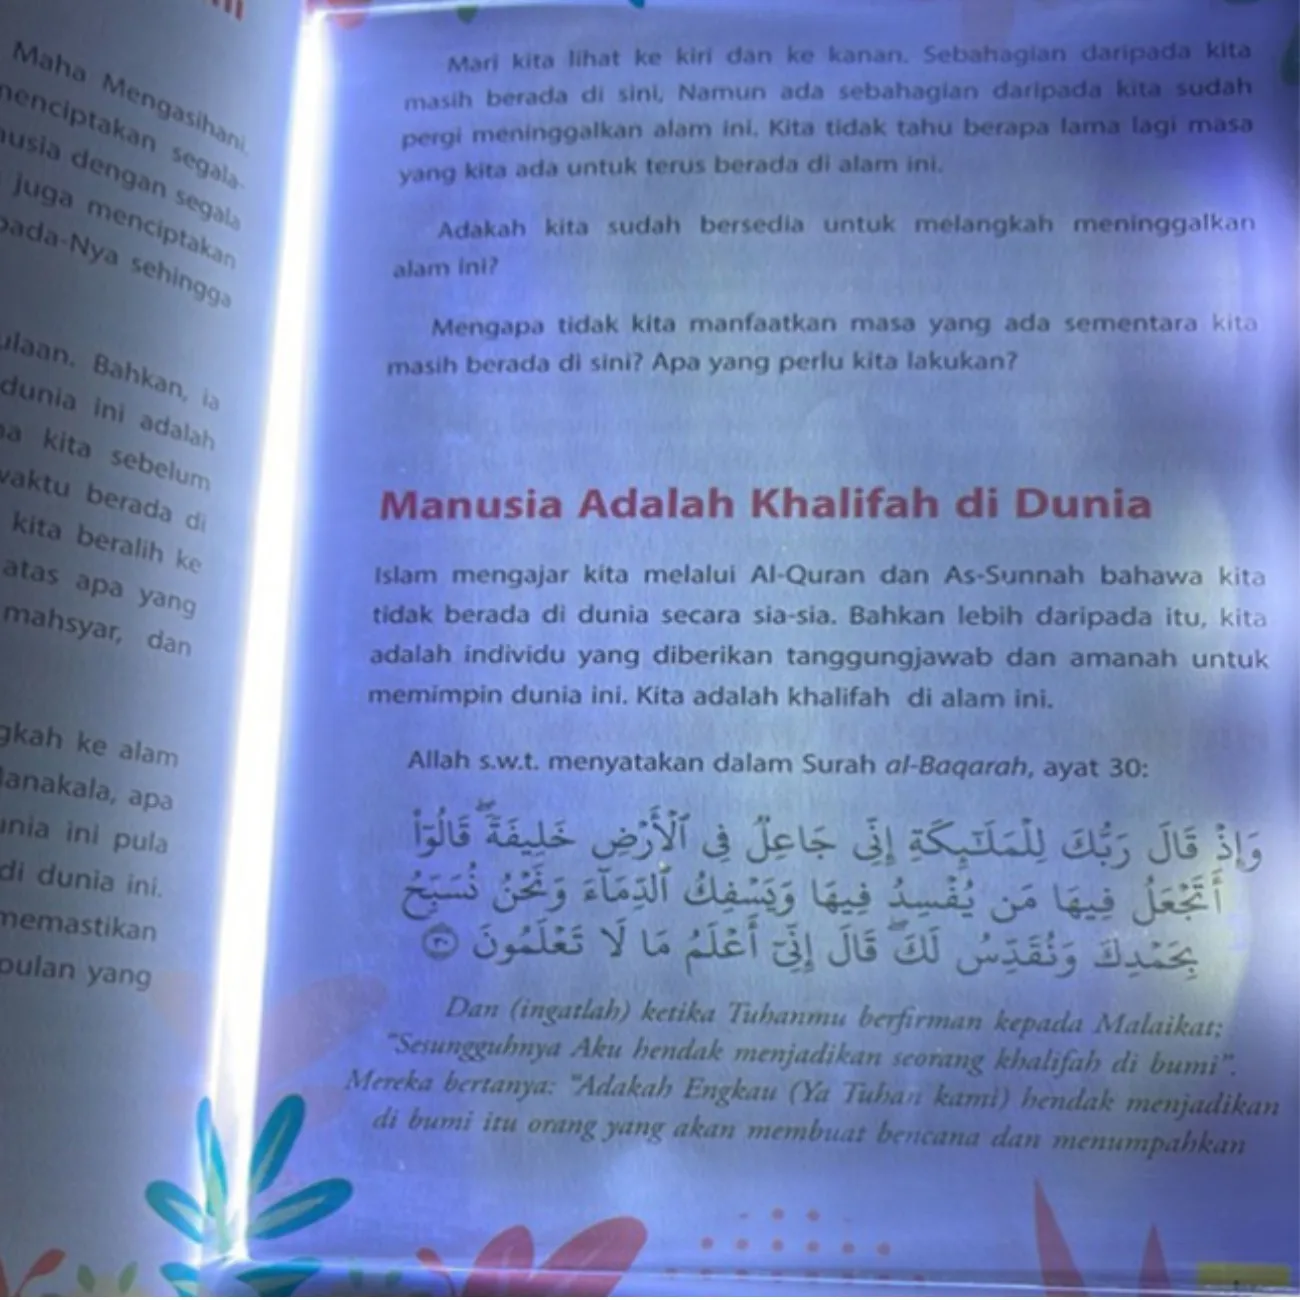 Maha Mengasihani.
menciptakan segala-
dengan segala
juga menciptakan
sehingga
Bahkan, ia
dunia ini adalah
kita sebelum
waktu berada di
kita beralih ke
atas apa yang
mahsyar, dan
ke alam
apa
ini pula
di dunia ini.
memastikan
yang
Mari kita lihat ke kiri dan ke kanan. Sebahagian daripada kita
masih berada di sini, Namun ada sebahagian daripada kita sudah
pergi meninggalkan alam ini. Kita tidak tahu berapa lama lagi masa
yang kita ada untuk terus berada di alam ini.
Adakah kita sudah bersedia untuk melangkah meninggalkan
alam ini?
Mengapa tidak kita manfaatkan masa yang ada sementara kita
masih berada di sini? Apa yang perlu kita lakukan?
Manusia Adalah Khalifah di Dunia
Islam mengajar kita melalui Al-Quran dan As-Sunnah bahawa kita
tidak berada di dunia secara sia-sia. Bahkan lebih daripada itu, kita
adalah individu yang diberikan tanggungjawab dan amanah untuk
memimpin dunia ini. Kita adalah khalifah di alam ini.
Allah s.w.t. menyatakan dalam Surah al-Baqarah, ayat 30:
وَإِذْ قَالَ رَبُّكَ لِلْمَلَـٰٓئِكَةِ إِنِّى جَاعِلٌ فِى ٱلْأَرْضِ خَلِيفَةً ۖ قَالُوٓا۟
أَتَجْعَلُ فِيهَا مَن يُفْسِدُ فِيهَا وَيَسْفِكُ ٱلدِّمَآءَ وَنَحْنُ نُسَبِّحُ
بِحَمْدِكَ وَنُقَدِّسُ لَكَ ۖ قَالَ إِنِّىٓ أَعْلَمُ مَا لَا تَعْلَمُونَ ٣٠
Dan (ingatlah) ketika Tuhanmu berfirman kepada Malaikat;
"Sesungguhnya Aku hendak menjadikan seorang khalifah di bumi".
Mereka bertanya: "Adakah Engkau (Ya Tuhan kami) hendak menjadikan
di bumi itu orang yang akan membuat bencana dan menumpahkan